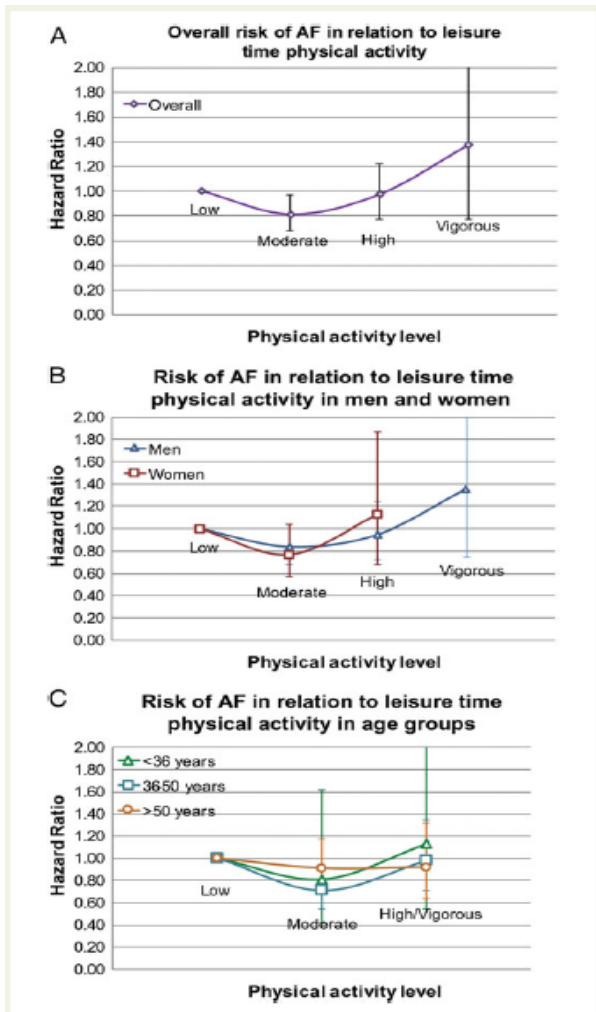 A
Overall risk of AF in relation to leisure
time physical activity
2.00
1.80
1.60
1.40
1.20
1.00
0.80
0.60
0.40
0.20
0.00
Hazard Ratio
Overall
Low
Moderate
High
Vigorous
Physical activity level
B
Risk of AF in relation to leisure time
physical activity in men and women
2.00
1.80
1.60
1.40
1.20
1.00
0.80
0.60
0.40
0.20
0.00
Hazard Ratio
Men
Women
Low
Moderate
High
Vigorous
Physical activity level
C
Risk of AF in relation to leisure time
physical activity in age groups
2.00
1.80
1.60
1.40
1.20
1.00
0.80
0.60
0.40
0.20
0.00
Hazard Ratio
<36 years
3650 years
>50 years
Low
Moderate
High/Vigorous
Physical activity level